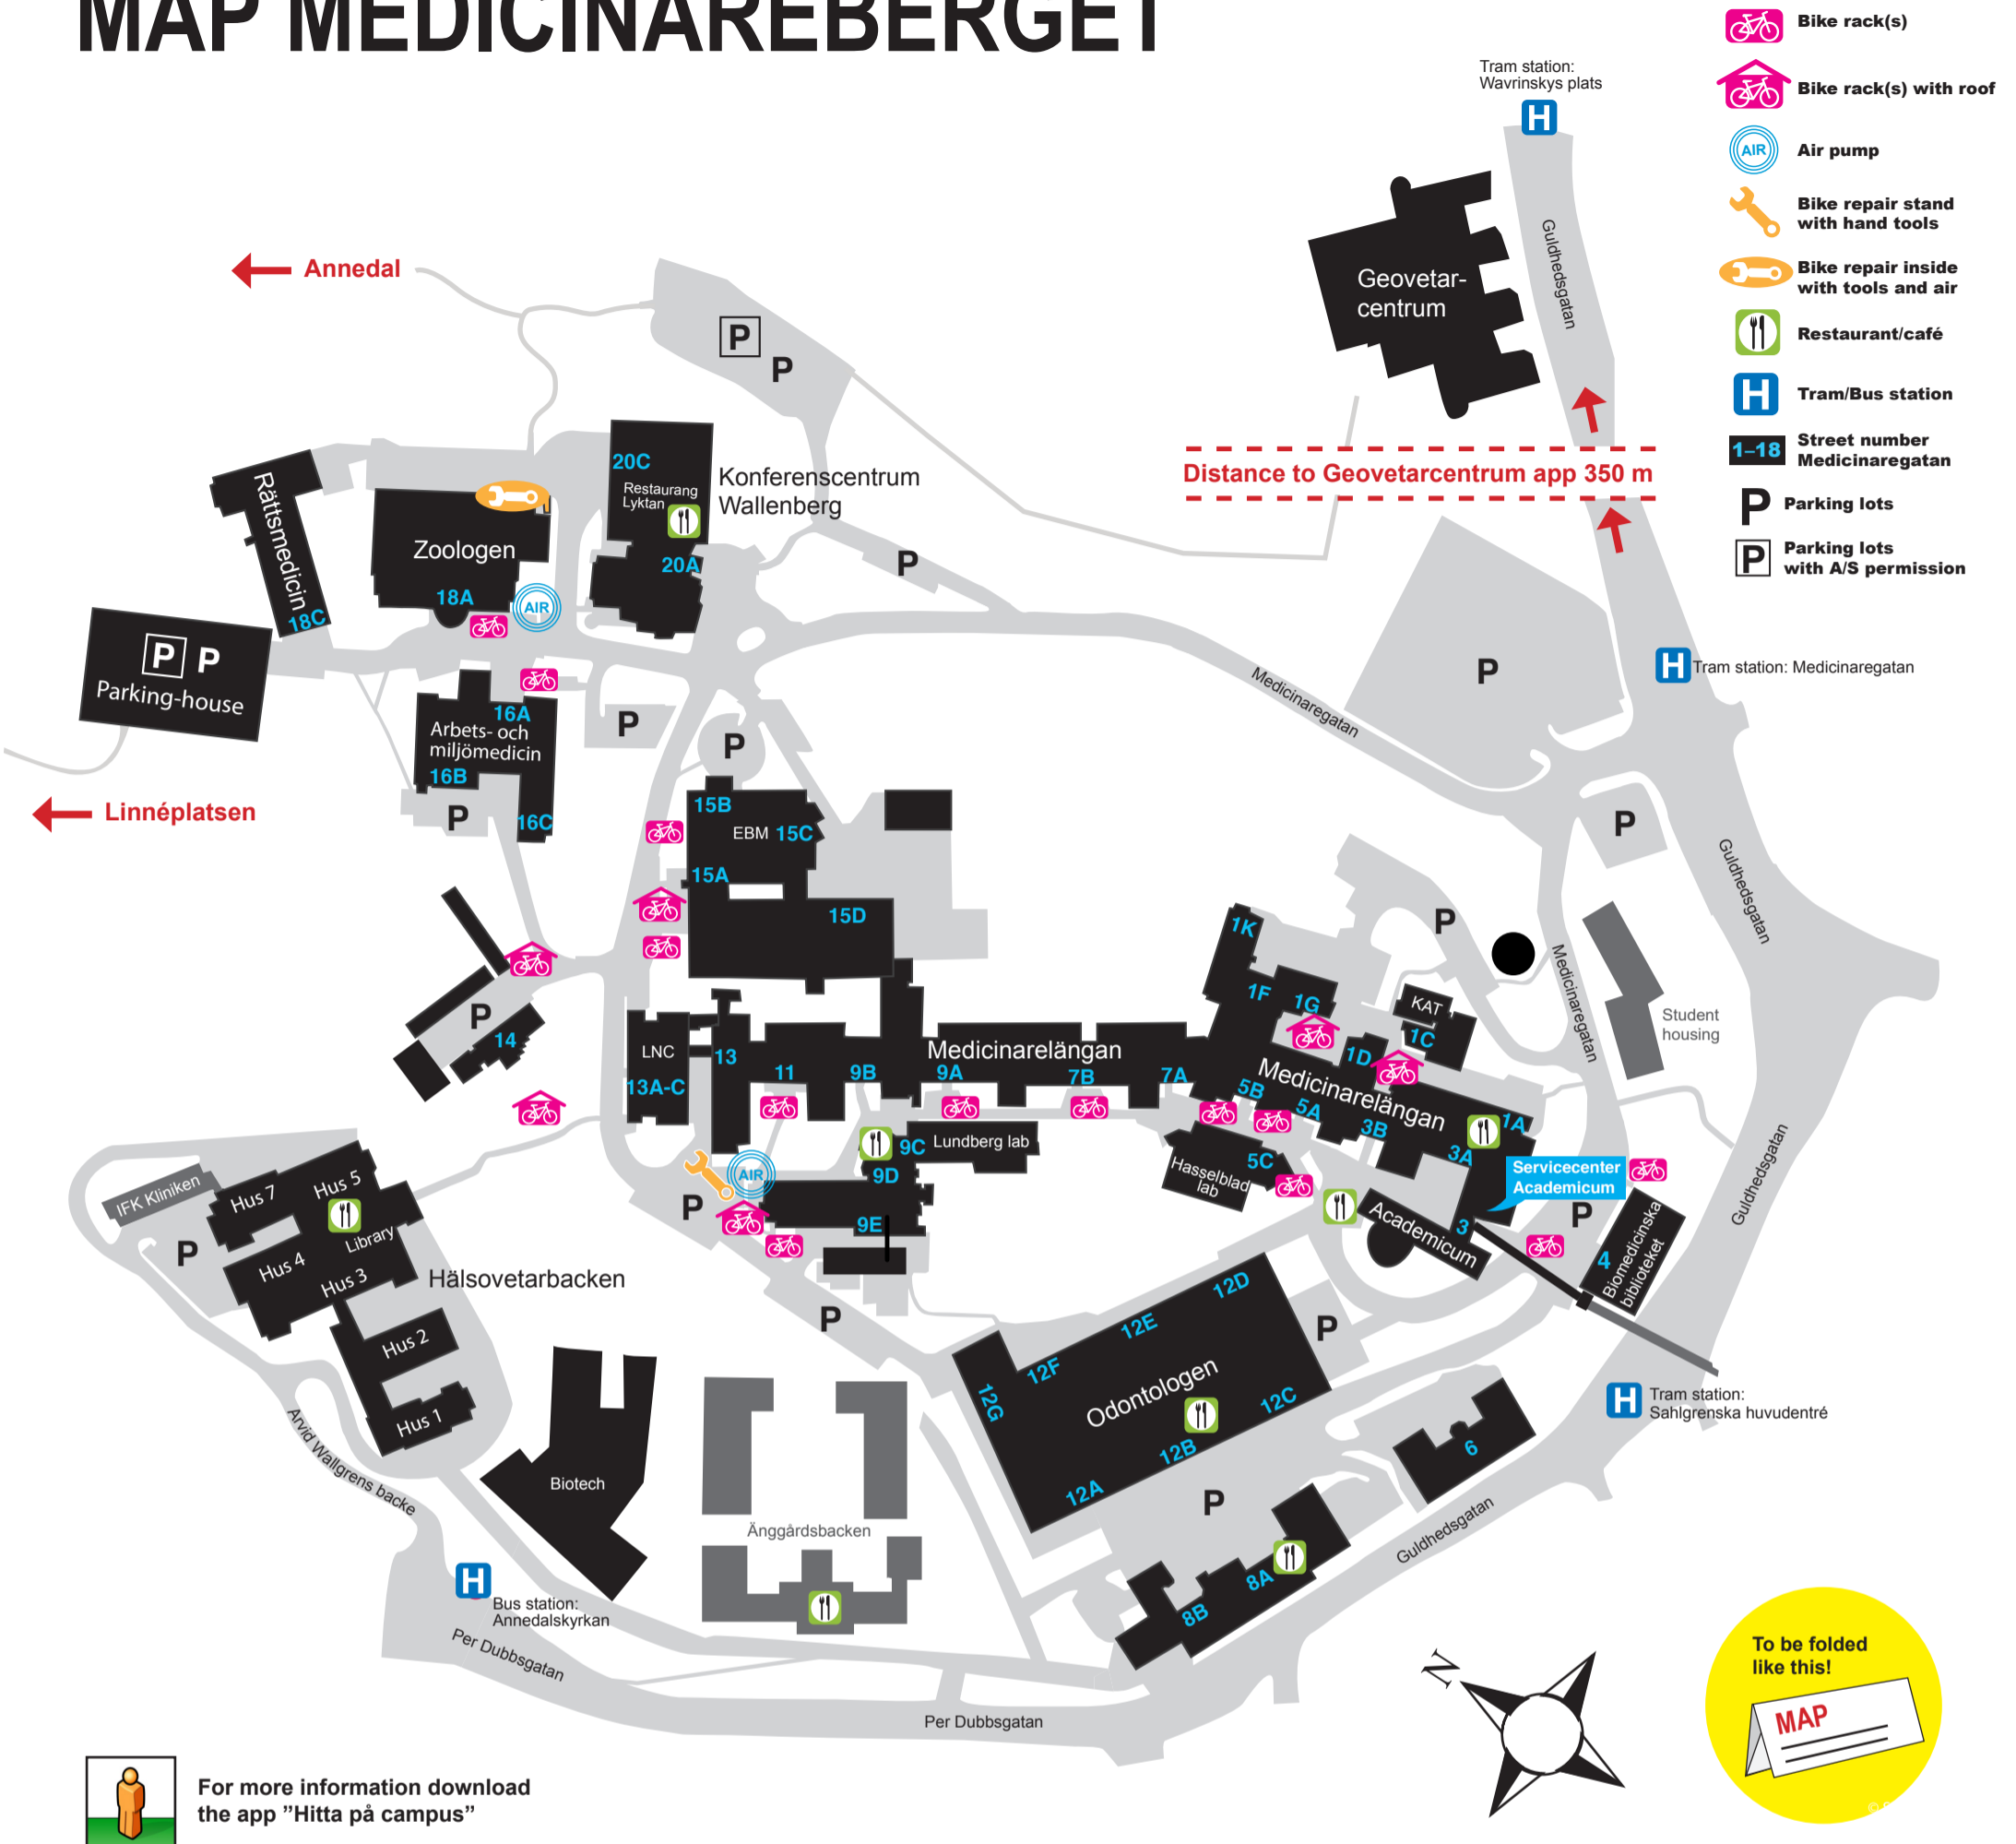 MAP MEDICINAREBERGET
Bike rack(s)
Bike rack(s) with roof
AIR
Air pump
Bike repair stand
with hand tools
Bike repair inside
with tools and air
Restaurant/café
H
Tram/Bus station
1–18
Street number
Medicinaregatan
P
Parking lots
P
Parking lots
with A/S permission
Tram station:
Wavrinskys plats
H
Guldhedsgatan
Geovetar-
centrum
Distance to Geovetarcentrum app 350 m
Annedal
P
P
20C
Restaurang
Lyktan
Konferenscentrum
Wallenberg
20A
P
Rättsmedicin
18C
Zoologen
18A
AIR
P
P
Parking-house
Linnéplatsen
16A
Arbets- och
miljömedicin
16B
16C
P
P
P
15B
EBM
15C
15A
15D
Medicinaregatan
P
H
Tram station: Medicinaregatan
P
Guldhedsgatan
P
Medicinaregatan
Student
housing
1K
1F
1G
KAT
1C
1D
P
14
LNC
13A-C
13
11
9B
Medicinarelängan
9A
7B
7A
Medicinarelängan
5B
5A
3B
1A
3A
Servicecenter
Academicum
9C
Lundberg lab
9D
9E
AIR
P
Hasselblad
lab
5C
Academicum
3
P
4
Biomedicinska
biblioteket
Guldhedsgatan
IFK Kliniken
Hus 7
Hus 5
Library
Hus 4
Hus 3
Hus 2
Hus 1
P
Hälsovetarbacken
P
12D
12E
12F
12G
Odontologen
12C
12B
12A
P
H
Tram station:
Sahlgrenska huvudentré
6
P
Guldhedsgatan
8A
8B
Arvid Wallgrens backe
Biotech
Änggårdsbacken
H
Bus station:
Annedalskyrkan
Per Dubbsgatan
Per Dubbsgatan
N
To be folded
like this!
MAP
For more information download
the app ”Hitta på campus”